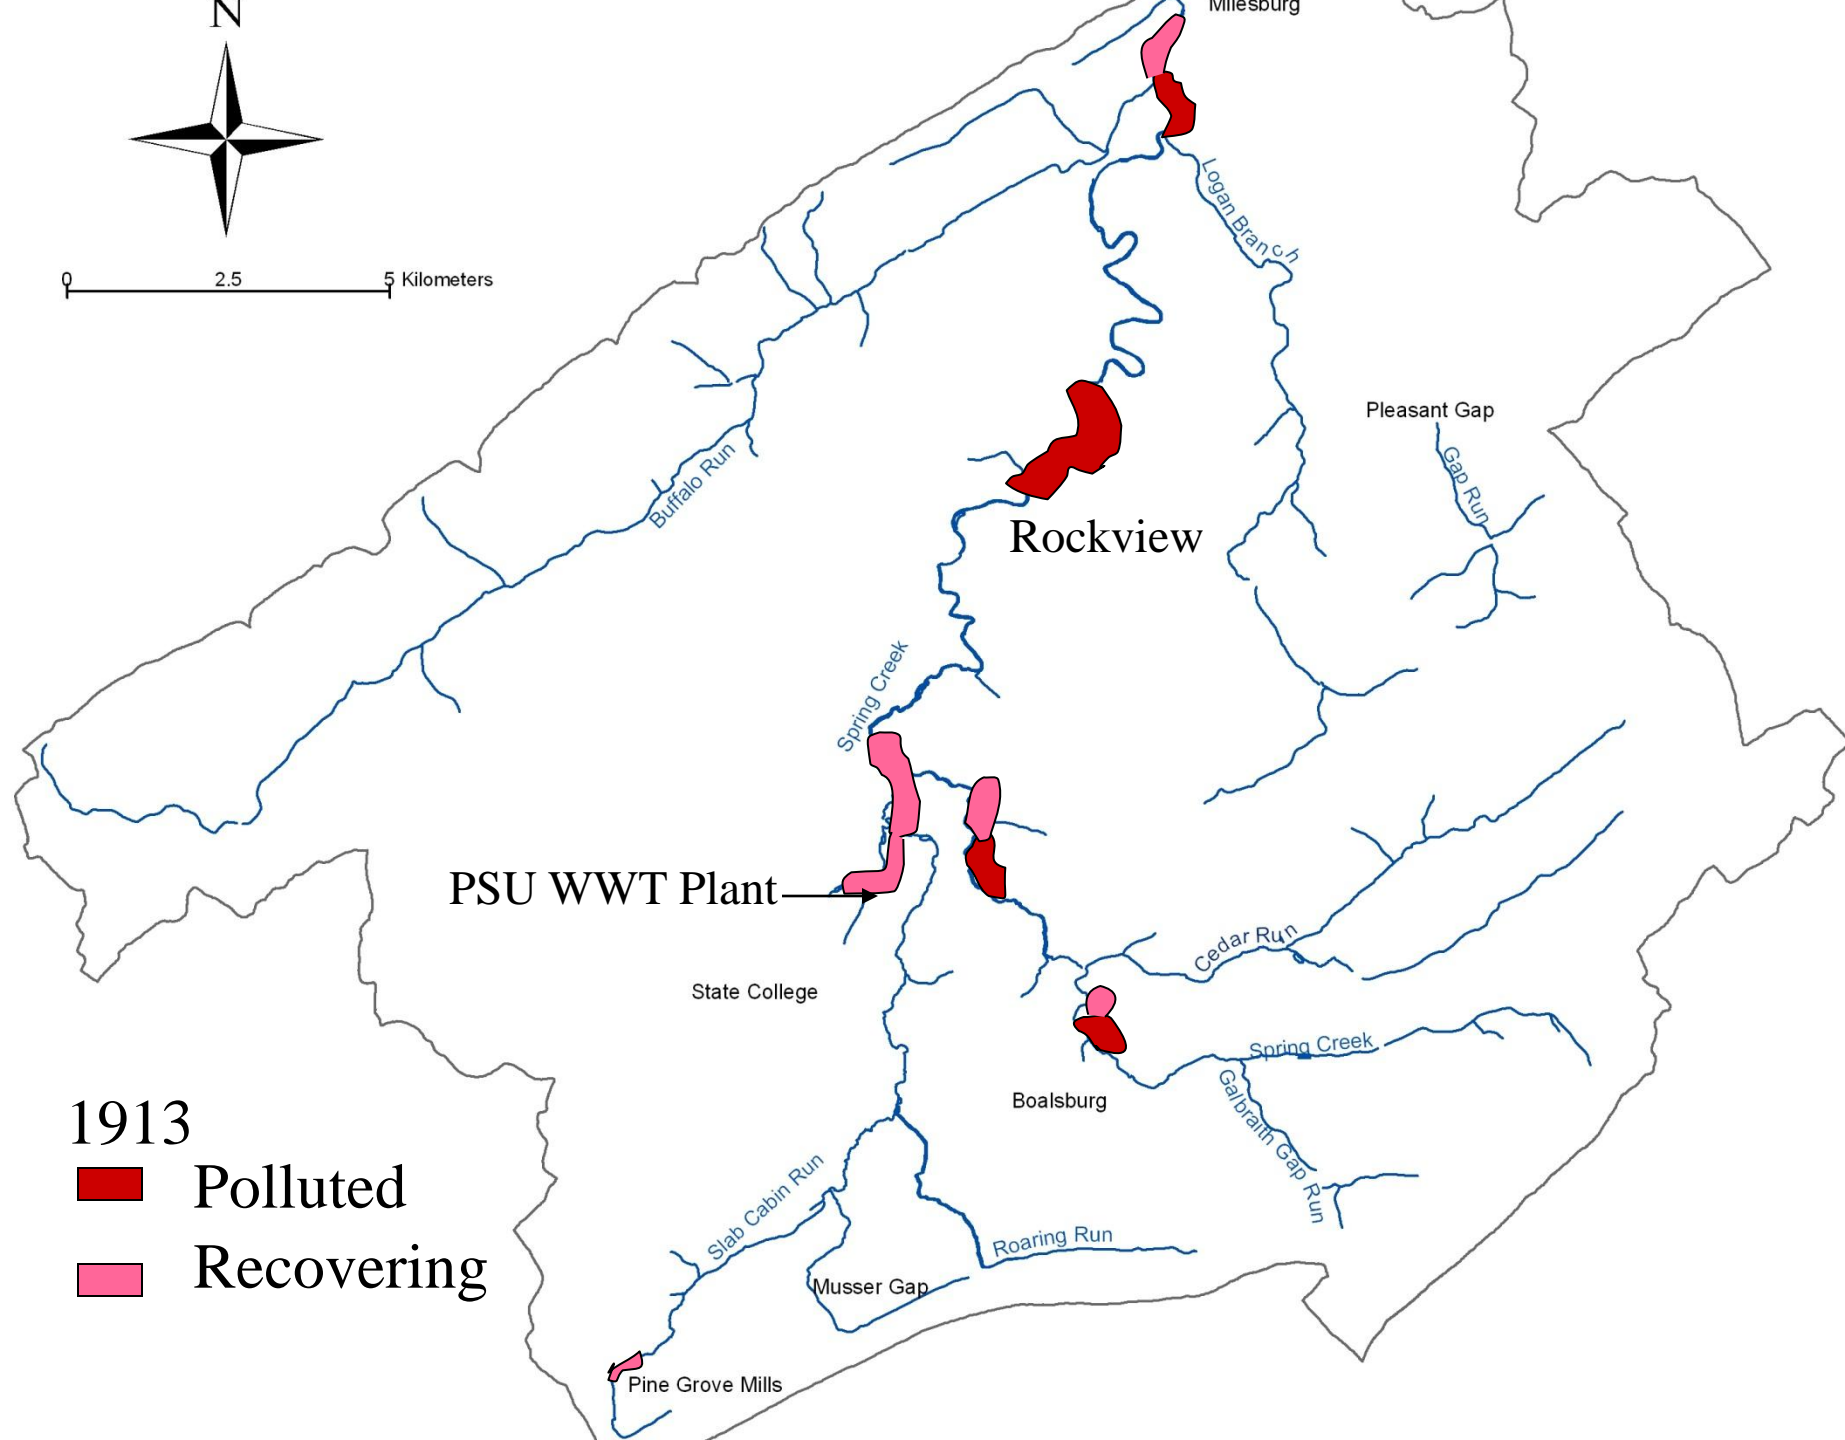 N
Milesburg
0 2.5 5 Kilometers
Logan Branch
Pleasant Gap
Gap Run
Buffalo Run
Rockview
Spring Creek
PSU WWT Plant
Cedar Run
State College
Spring Creek
Boalsburg
Galbraith Gap Run
1913
Polluted
Slab Cabin Run
Roaring Run
Recovering
Musser Gap
Pine Grove Mills